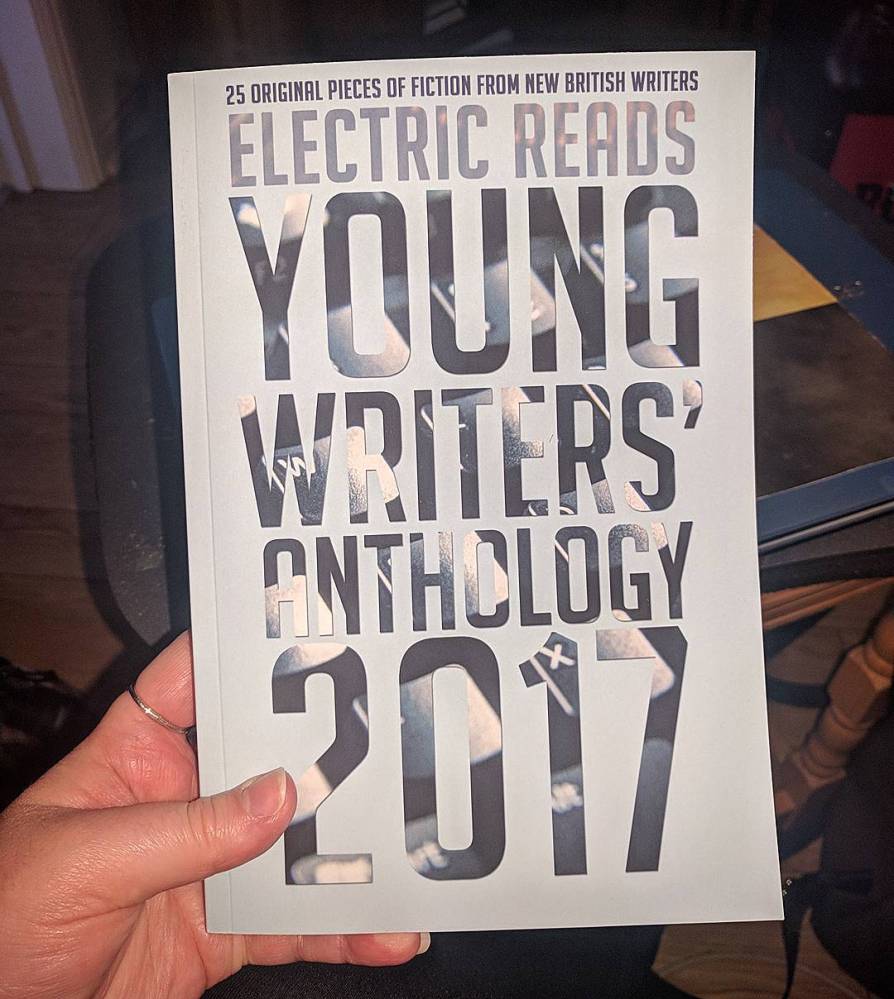 25 ORIGINAL PIECES OF FICTION FROM NEW BRITISH WRITERS
ELECTRIC READS
YOUNG
WRITERS'
ANTHOLOGY
2017